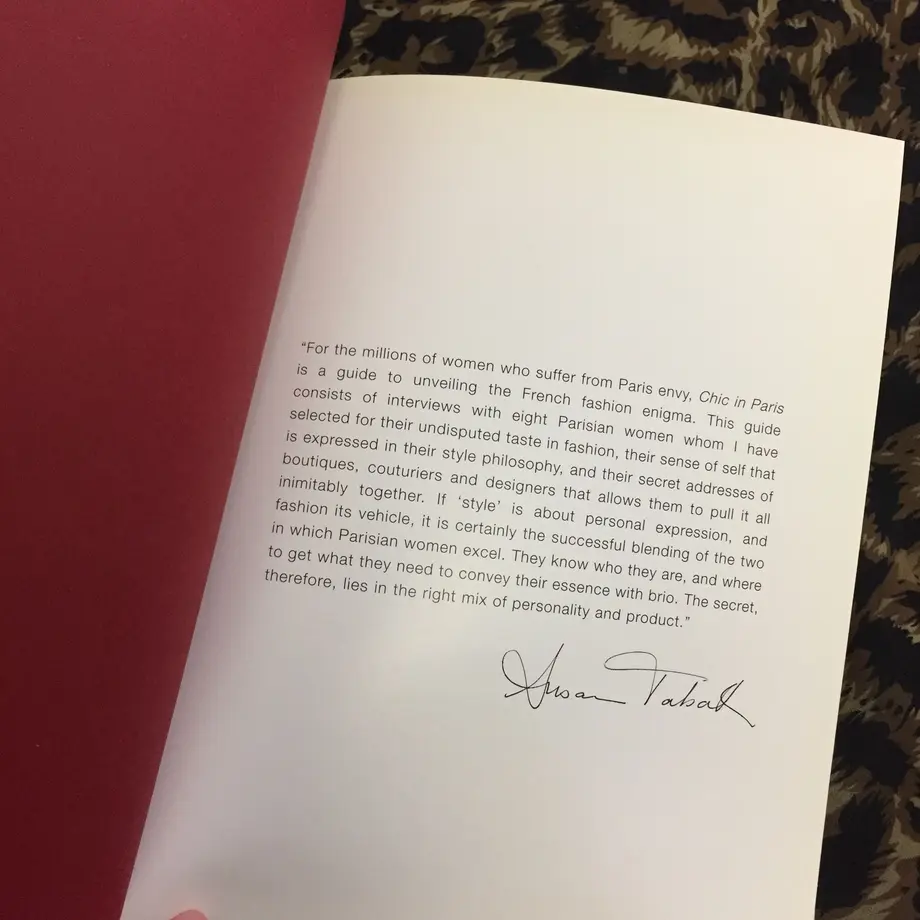 “For the millions of women who suffer from Paris envy, Chic in Paris
is a guide to unveiling the French fashion enigma. This guide
consists of interviews with eight Parisian women whom I have
selected for their undisputed taste in fashion, their sense of self that
is expressed in their style philosophy, and their secret addresses of
boutiques, couturiers and designers that allows them to pull it all
inimitably together. If ‘style’ is about personal expression, and
fashion its vehicle, it is certainly the successful blending of the two
in which Parisian women excel. They know who they are, and where
to get what they need to convey their essence with brio. The secret,
therefore, lies in the right mix of personality and product.”
Susan Tabak